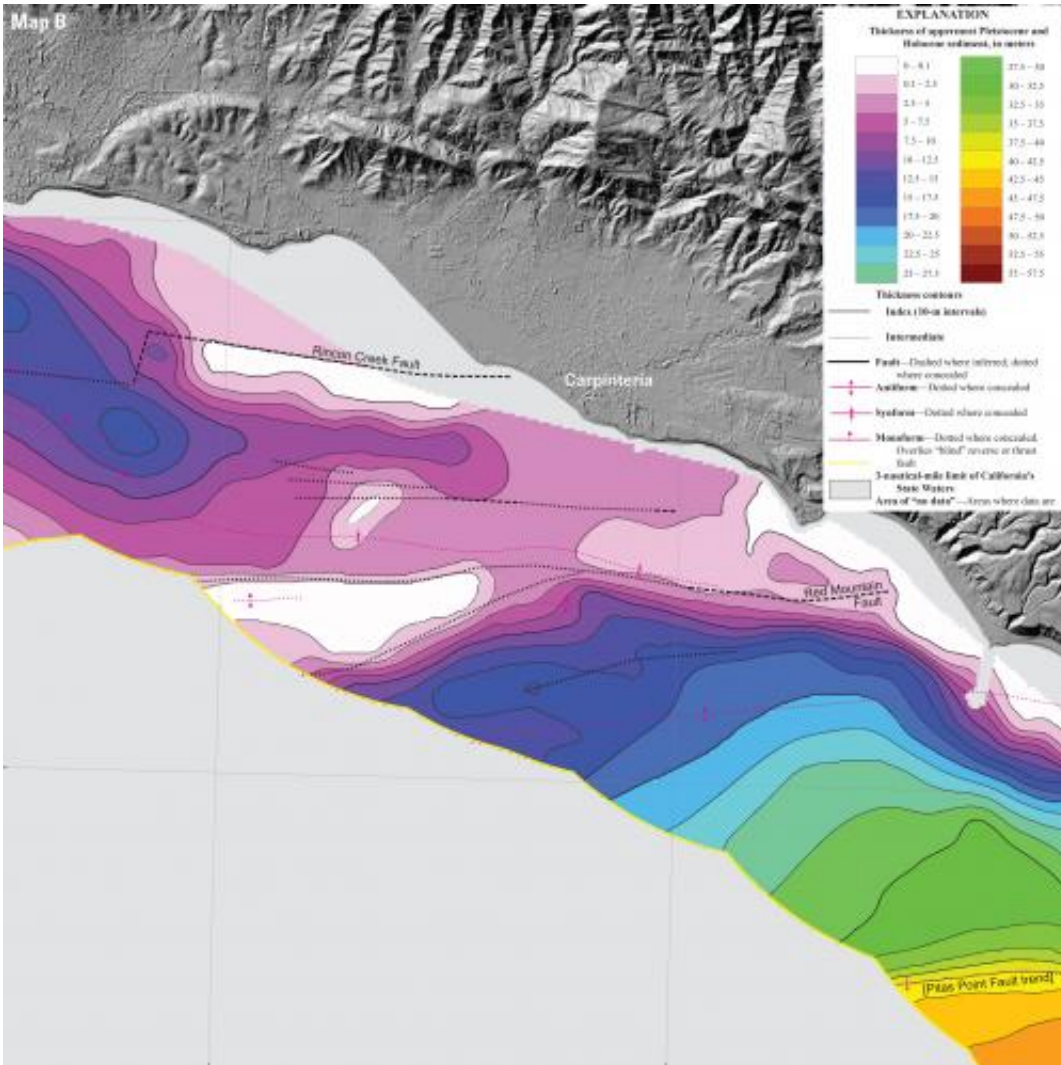 Map B
EXPLANATION
Thickness of uppermost Pleistocene and
Holocene sediment, in meters
0 – 0.1
0.1 – 2.5
2.5 – 5
5 – 7.5
7.5 – 10
10 – 12.5
12.5 – 15
15 – 17.5
17.5 – 20
20 – 22.5
22.5 – 25
25 – 27.5
27.5 – 30
30 – 32.5
32.5 – 35
35 – 37.5
37.5 – 40
40 – 42.5
42.5 – 45
45 – 47.5
47.5 – 50
50 – 52.5
52.5 – 55
55 – 57.5
Thickness contours
Index (10-m intervals)
Intermediate
Fault—Dashed where inferred, dotted
where concealed
Antiform—Dotted where concealed
Synform—Dotted where concealed
Monoform—Dotted where concealed.
Overlies "blind" reverse or thrust
fault
3-nautical-mile limit of California's
State Waters
Area of "no data"—Areas where data are
Rincon Creek Fault
Carpinteria
Red Mountain
Fault
[Pitas Point Fault trend]